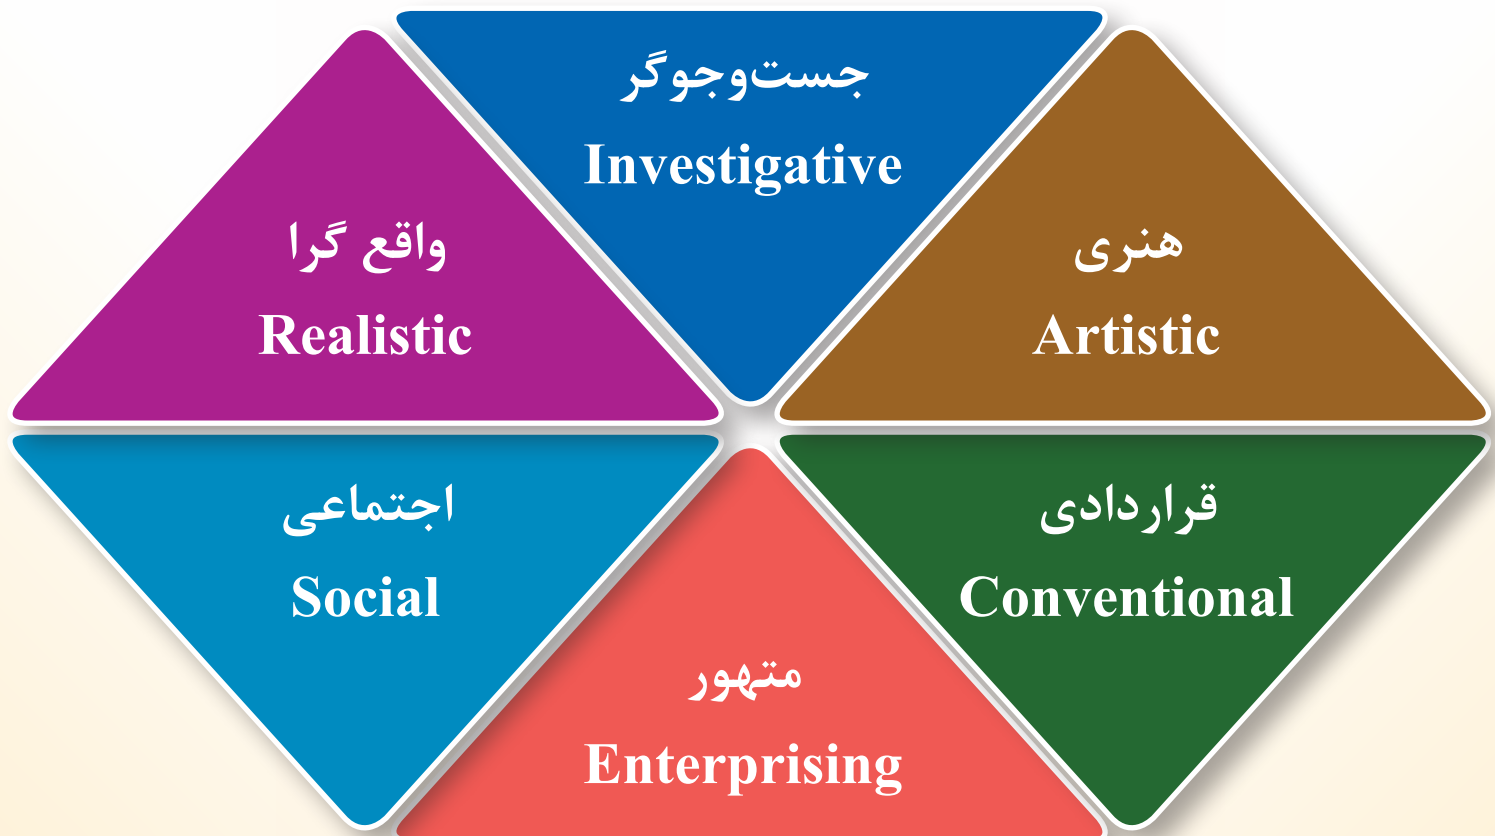 جست‌وجوگر
Investigative
واقع گرا
Realistic
هنری
Artistic
اجتماعی
Social
قراردادی
Conventional
متهور
Enterprising